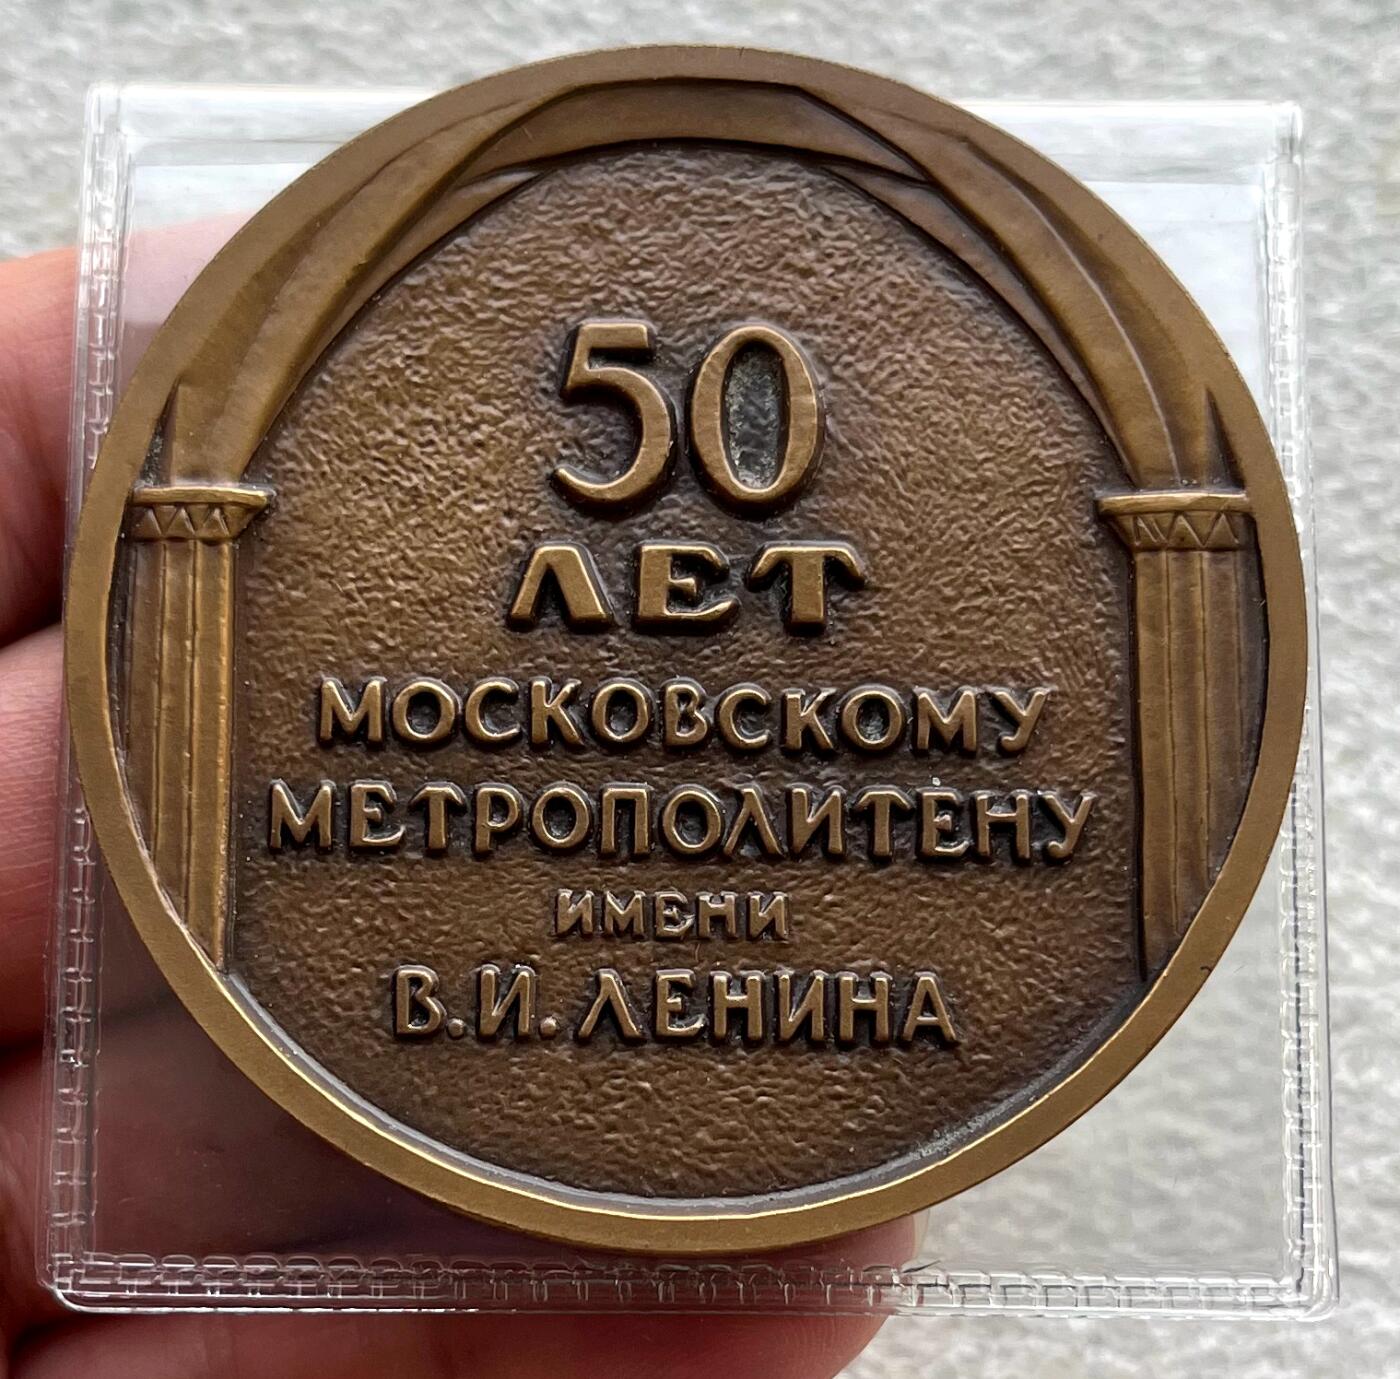 50
ЛЕТ
МОСКОВСКОМУ
МЕТРОПОЛИТЕНУ
ИМЕНИ
В.И. ЛЕНИНА